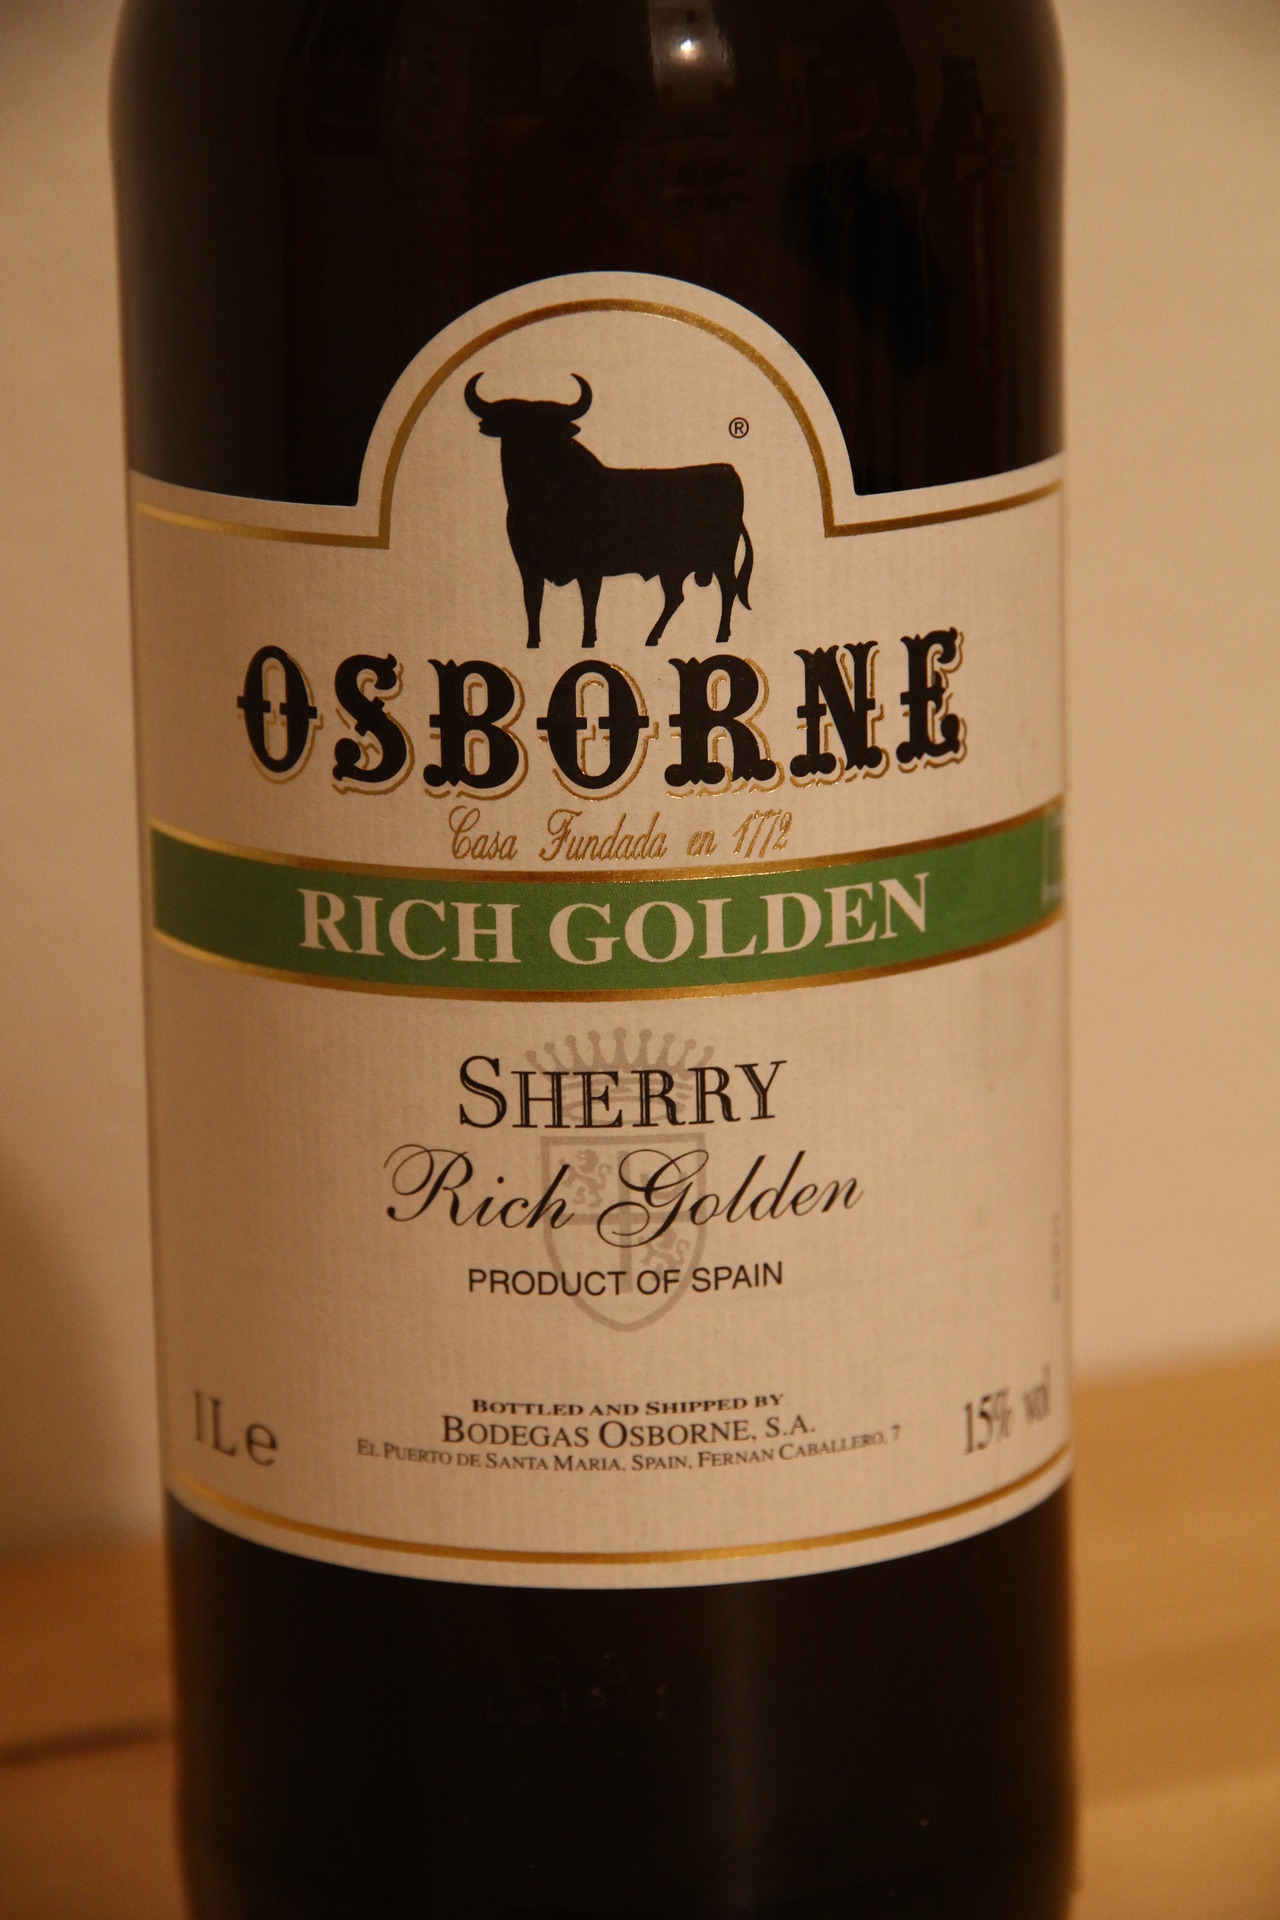 ®
OSBORNE
Casa Fundada en 1772
RICH GOLDEN
SHERRY
Rich Golden
PRODUCT OF SPAIN
1L e
BOTTLED AND SHIPPED BY
BODEGAS OSBORNE, S.A.
EL PUERTO DE SANTA MARIA. SPAIN. FERNAN CABALLERO, 7
15% vol